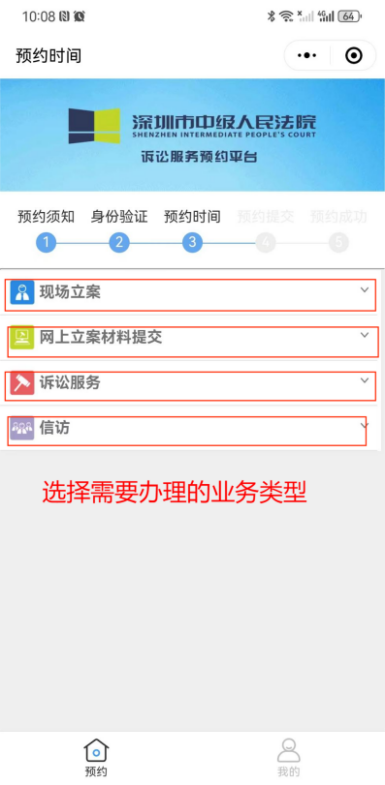 10:08
64
预约时间
深圳市中级人民法院
SHENZHEN INTERMEDIATE PEOPLE'S COURT
诉讼服务预约平台
预约须知 身份验证 预约时间 预约提交 预约成功
1 2 3 4 5
现场立案
网上立案材料提交
诉讼服务
信访
选择需要办理的业务类型
预约 我的